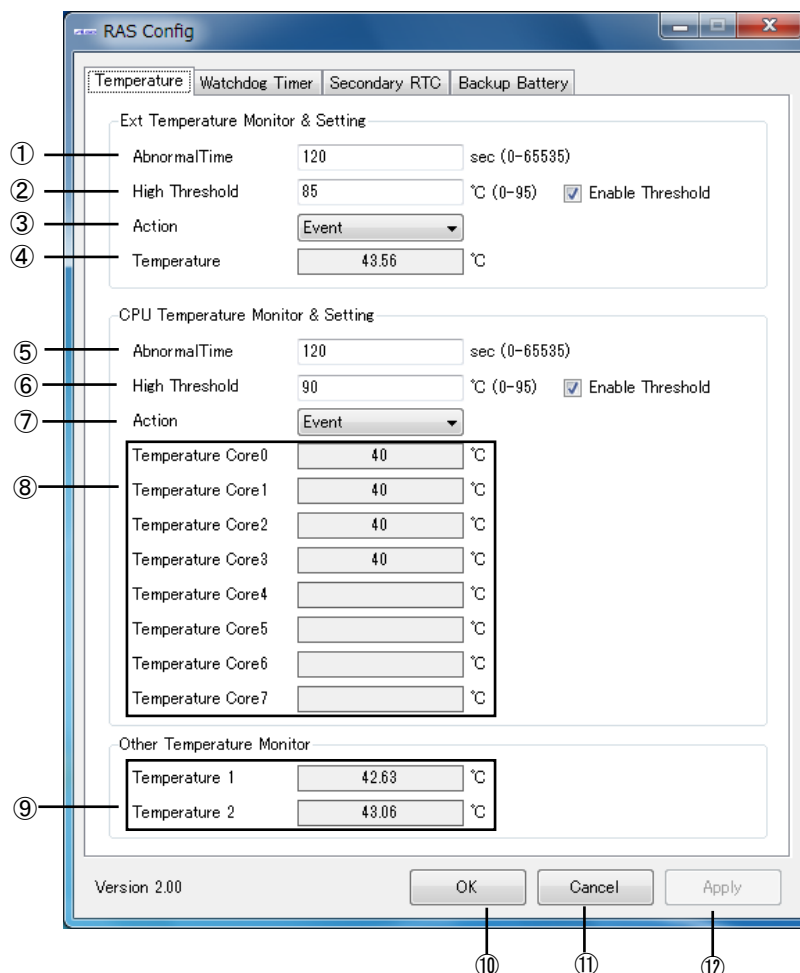 RAS Config
Temperature Watchdog Timer Secondary RTC Backup Battery
Ext Temperature Monitor & Setting
① AbnormalTime 120 sec (0-65535)
② High Threshold 85 ℃ (0-95) Enable Threshold
③ Action Event
④ Temperature 43.56 ℃
CPU Temperature Monitor & Setting
⑤ AbnormalTime 120 sec (0-65535)
⑥ High Threshold 90 ℃ (0-95) Enable Threshold
⑦ Action Event
Temperature Core0 40 ℃
⑧ Temperature Core1 40 ℃
Temperature Core2 40 ℃
Temperature Core3 40 ℃
Temperature Core4 ℃
Temperature Core5 ℃
Temperature Core6 ℃
Temperature Core7 ℃
Other Temperature Monitor
Temperature 1 42.63 ℃
⑨ Temperature 2 43.06 ℃
Version 2.00 OK Cancel Apply
⑩ ⑪ ⑫